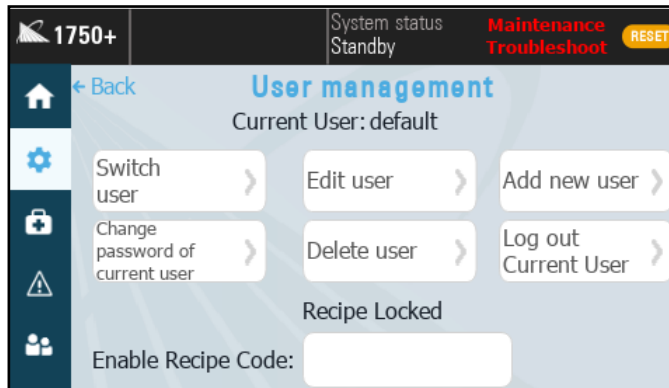 1750+
System status
Standby
Maintenance
Troubleshoot
RESET
← Back
User management
Current User: default
Switch
user
Edit user
Add new user
Change
password of
current user
Delete user
Log out
Current User
Recipe Locked
Enable Recipe Code: